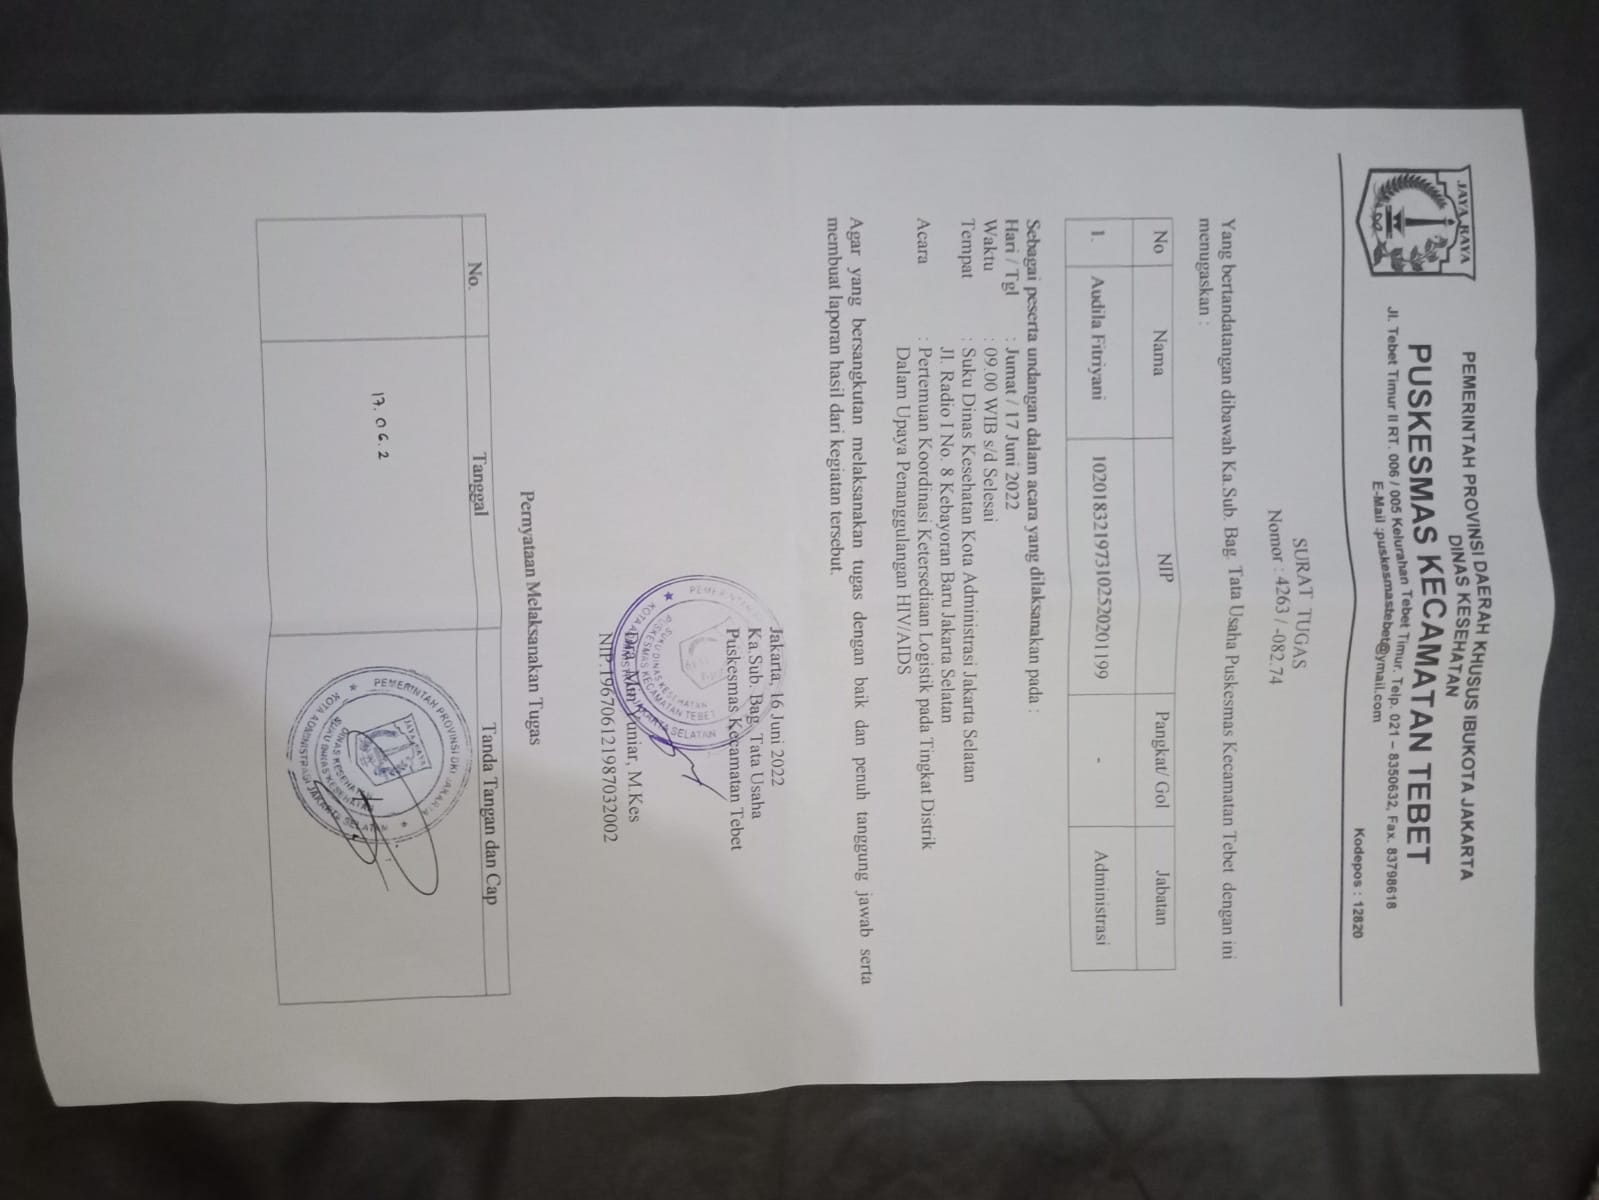 JAYA RAYA
PEMERINTAH PROVINSI DAERAH KHUSUS IBUKOTA JAKARTA
DINAS KESEHATAN
PUSKESMAS KECAMATAN TEBET
Jl. Tebet Timur II RT. 006 / 005 Kelurahan Tebet Timur. Telp. 021 – 8350632, Fax. 83798618
E-Mail :puskesmastebet@ymail.com
Kodepos : 12820
SURAT TUGAS
Nomor : 4263 / -082.74
Yang bertandatangan dibawah Ka.Sub. Bag. Tata Usaha Puskesmas Kecamatan Tebet dengan ini
menugaskan :
No Nama NIP Pangkat/ Gol Jabatan
1. Audila Fitriyani 102018321973102520201199 - Administrasi
Sebagai peserta undangan dalam acara yang dilaksanakan pada :
Hari / Tgl : Jumat / 17 Juni 2022
Waktu : 09.00 WIB s/d Selesai
Tempat : Suku Dinas Kesehatan Kota Administrasi Jakarta Selatan
Jl. Radio I No. 8 Kebayoran Baru Jakarta Selatan
Acara : Pertemuan Koordinasi Ketersediaan Logistik pada Tingkat Distrik
Dalam Upaya Penanggulangan HIV/AIDS
Agar yang bersangkutan melaksanakan tugas dengan baik dan penuh tanggung jawab serta
membuat laporan hasil dari kegiatan tersebut.
Jakarta, 16 Juni 2022
Ka.Sub. Bag. Tata Usaha
Puskesmas Kecamatan Tebet
SUKU DINAS KESEHATAN
PUSKESMAS KECAMATAN TEBET
KOTA ADMINISTRASI JAKARTA SELATAN
Dra. Min Yuniar, M.Kes
NIP.196706121987032002
Pernyataan Melaksanakan Tugas
No. Tanggal Tanda Tangan dan Cap
17.06.2
PEMERINTAH PROVINSI DKI JAKARTA
JAYA RAYA
DINAS KESEHATAN
SUKU DINAS KESEHATAN
KOTA ADMINISTRASI JAKARTA SELATAN